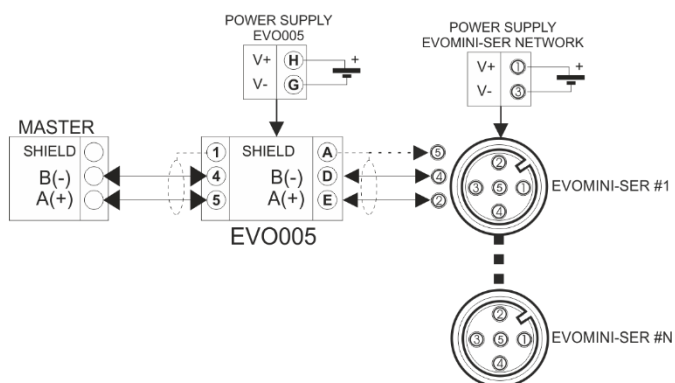 POWER SUPPLY
EVO005
V+ H +
V- G
POWER SUPPLY
EVOMINI-SER NETWORK
V+ 1 +
V- 3
MASTER
SHIELD
B(-)
A(+)
1 SHIELD A
4 B(-) D
5 A(+) E
EVO005
5
4
2
2
3 5 1
4
EVOMINI-SER #1
2
3 5 1
4
EVOMINI-SER #N